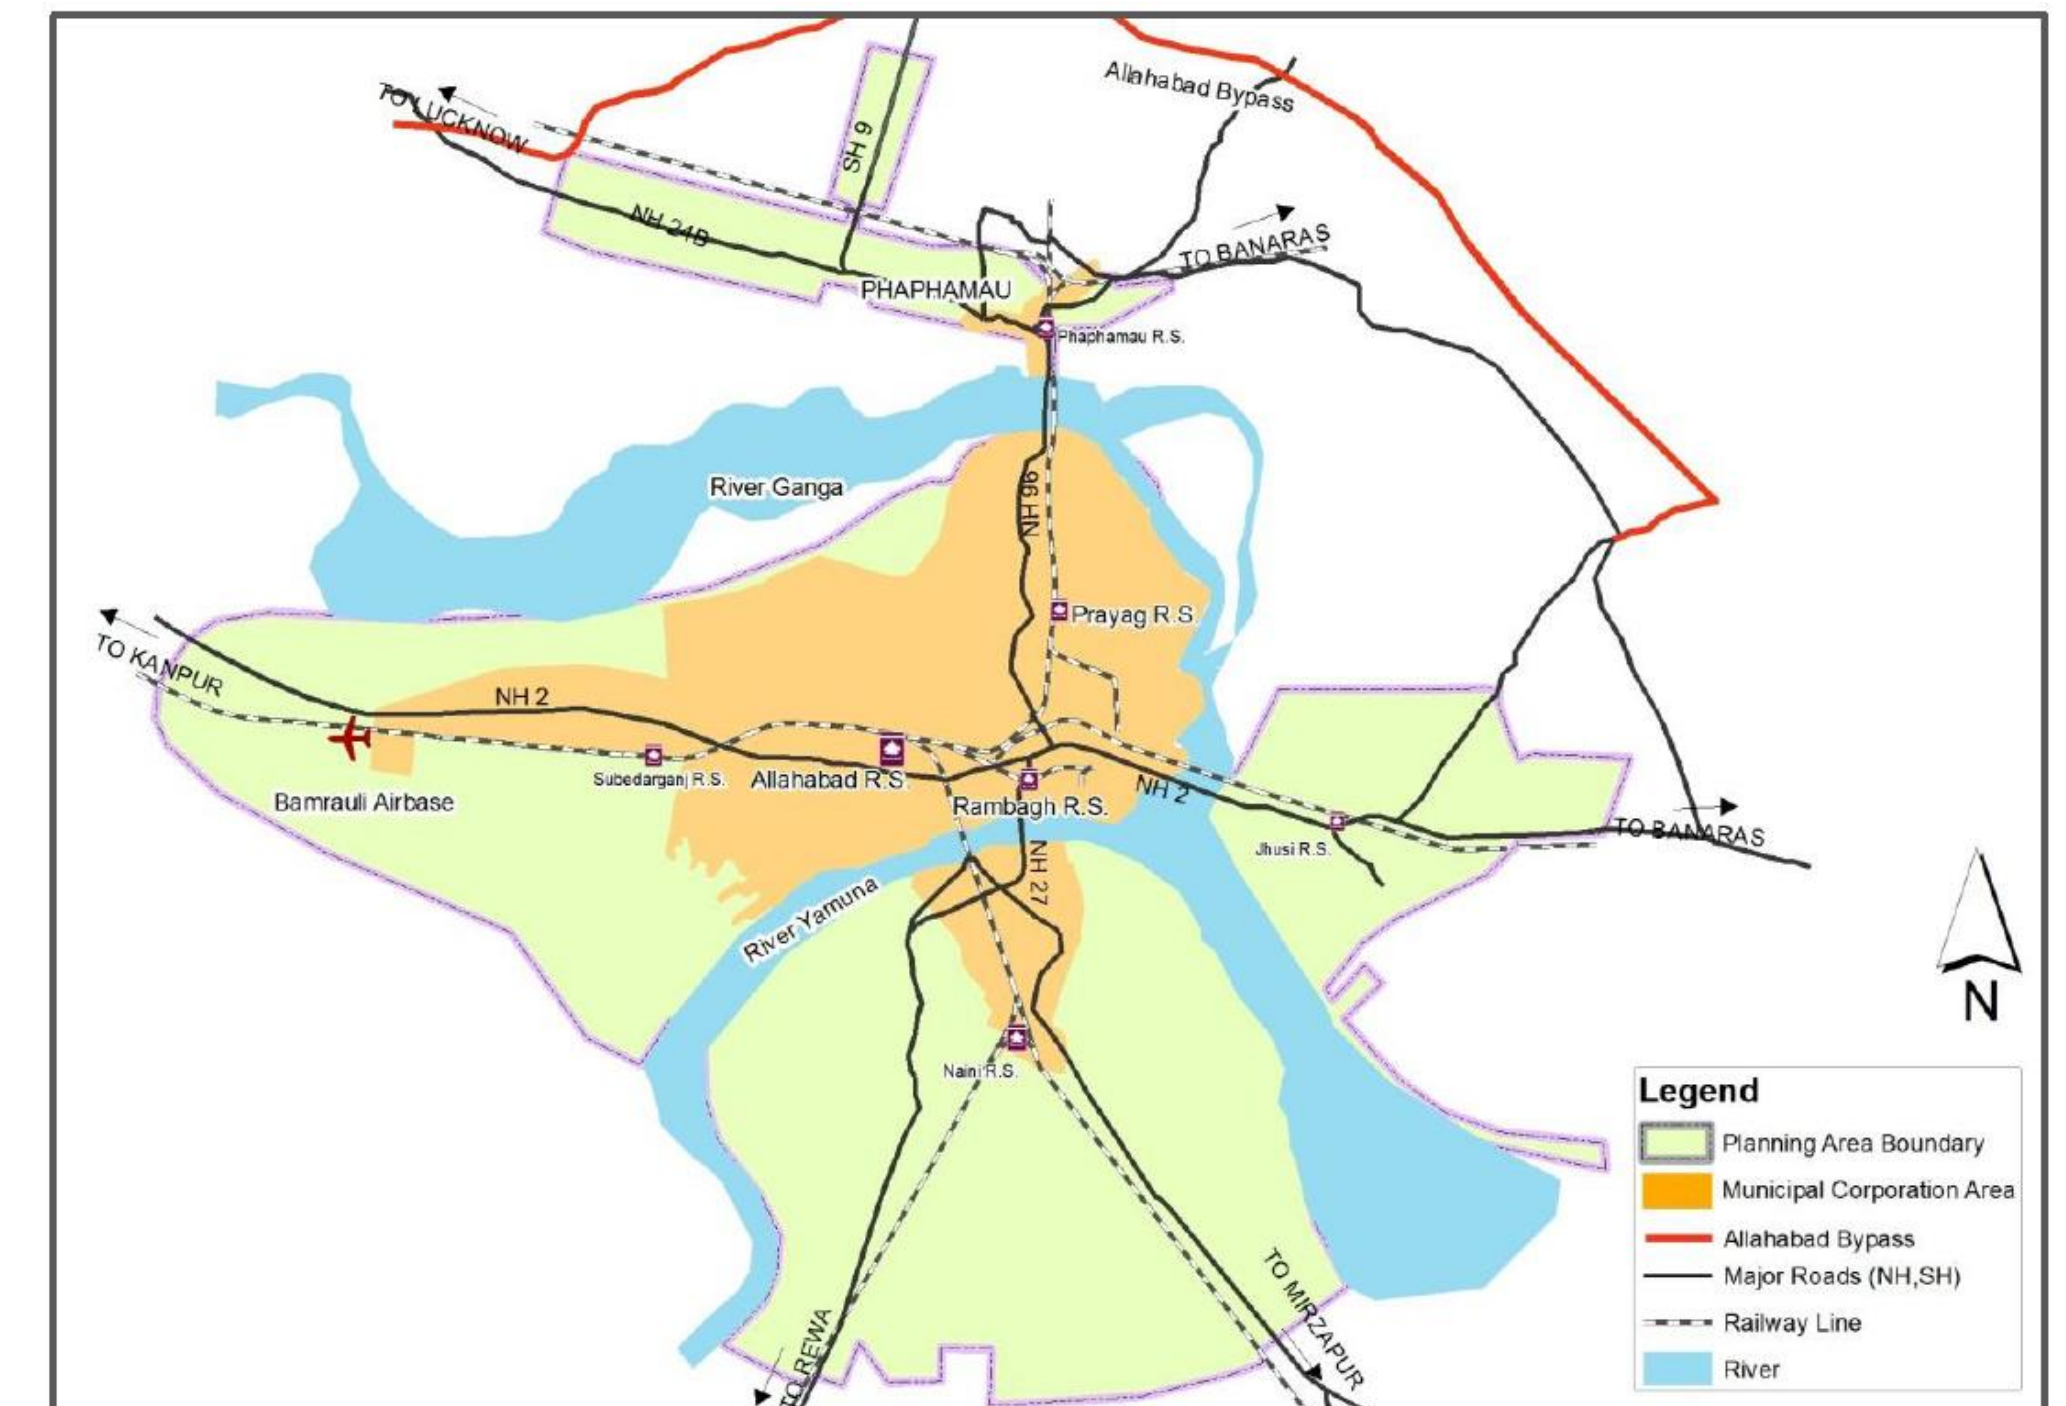 Allahabad Bypass
TO LUCKNOW
SH 9
NH 24B
TO BANARAS
PHAPHAMAU
Phaphamau R.S.
River Ganga
NH 96
Prayag R.S.
TO KANPUR
NH 2
Subedarganj R.S.
Allahabad R.S.
Bamrauli Airbase
Rambagh R.S.
NH 2
Jhusi R.S.
TO BANARAS
NH 27
River Yamuna
Naini R.S.
TO REWA
TO MIRZAPUR
N
Legend
Planning Area Boundary
Municipal Corporation Area
Allahabad Bypass
Major Roads (NH,SH)
Railway Line
River